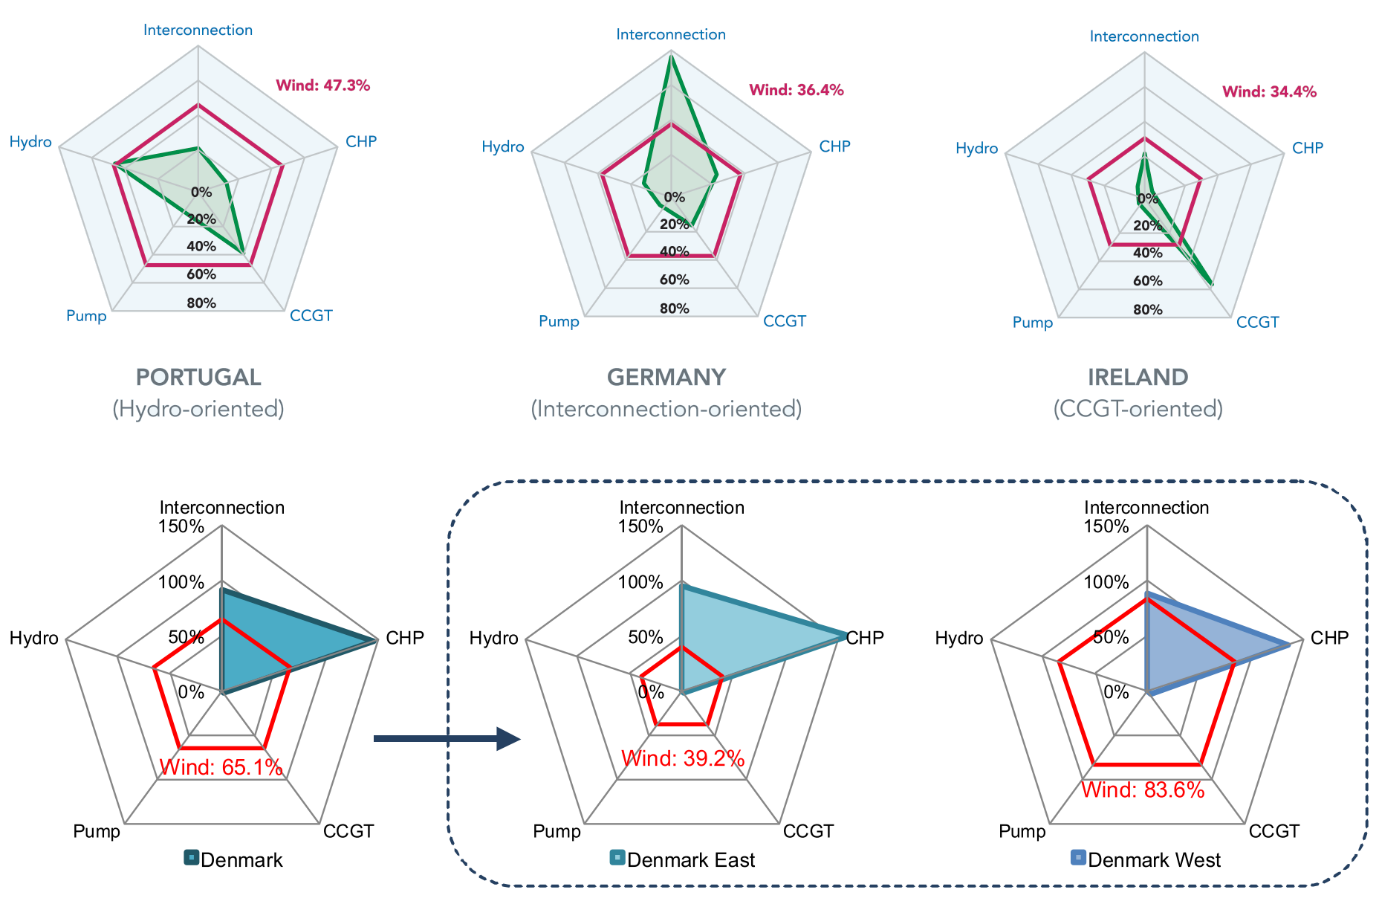 Interconnection
Wind: 47.3%
Hydro
CHP
0%
20%
40%
60%
80%
Pump
CCGT
PORTUGAL
(Hydro-oriented)
Interconnection
Wind: 36.4%
Hydro
CHP
0%
20%
40%
60%
80%
Pump
CCGT
GERMANY
(Interconnection-oriented)
Interconnection
Wind: 34.4%
Hydro
CHP
0%
20%
40%
60%
80%
Pump
CCGT
IRELAND
(CCGT-oriented)
Interconnection
150%
100%
50%
0%
Hydro
CHP
Wind: 65.1%
Pump
CCGT
Denmark
Interconnection
150%
100%
50%
0%
Hydro
CHP
Wind: 39.2%
Pump
CCGT
Denmark East
Interconnection
150%
100%
50%
0%
Hydro
CHP
Wind: 83.6%
Pump
CCGT
Denmark West